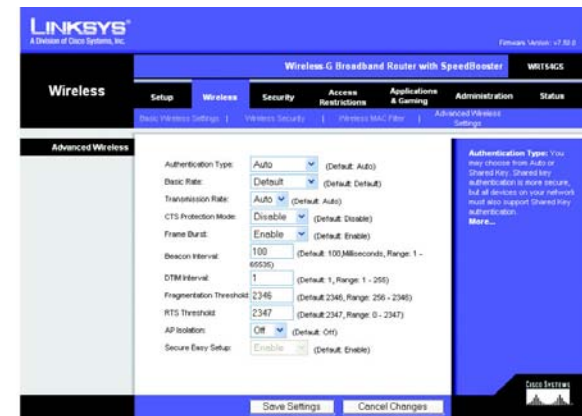 LINKSYS®
A Division of Cisco Systems, Inc.
Firmware Version: v7.50.0
Wireless-G Broadband Router with SpeedBooster WRT54GS
Wireless
Setup Wireless Security Access Restrictions Applications & Gaming Administration Status
Basic Wireless Settings | Wireless Security | Wireless MAC Filter | Advanced Wireless Settings
Advanced Wireless
Authentication Type: Auto (Default: Auto)
Basic Rate: Default (Default: Default)
Transmission Rate: Auto (Default: Auto)
CTS Protection Mode: Disable (Default: Disable)
Frame Burst: Enable (Default: Enable)
Beacon Interval: 100 (Default: 100, Milliseconds, Range: 1 - 65535)
DTIM Interval: 1 (Default: 1, Range: 1 - 255)
Fragmentation Threshold: 2346 (Default: 2346, Range: 256 - 2346)
RTS Threshold: 2347 (Default: 2347, Range: 0 - 2347)
AP Isolation: Off (Default: Off)
Secure Easy Setup: Enable (Default: Enable)
Authentication Type: You
may choose from Auto or
Shared Key. Shared key
authentication is more secure,
but all devices on your network
must also support Shared Key
authentication.
More...
Save Settings Cancel Changes
CISCO SYSTEMS